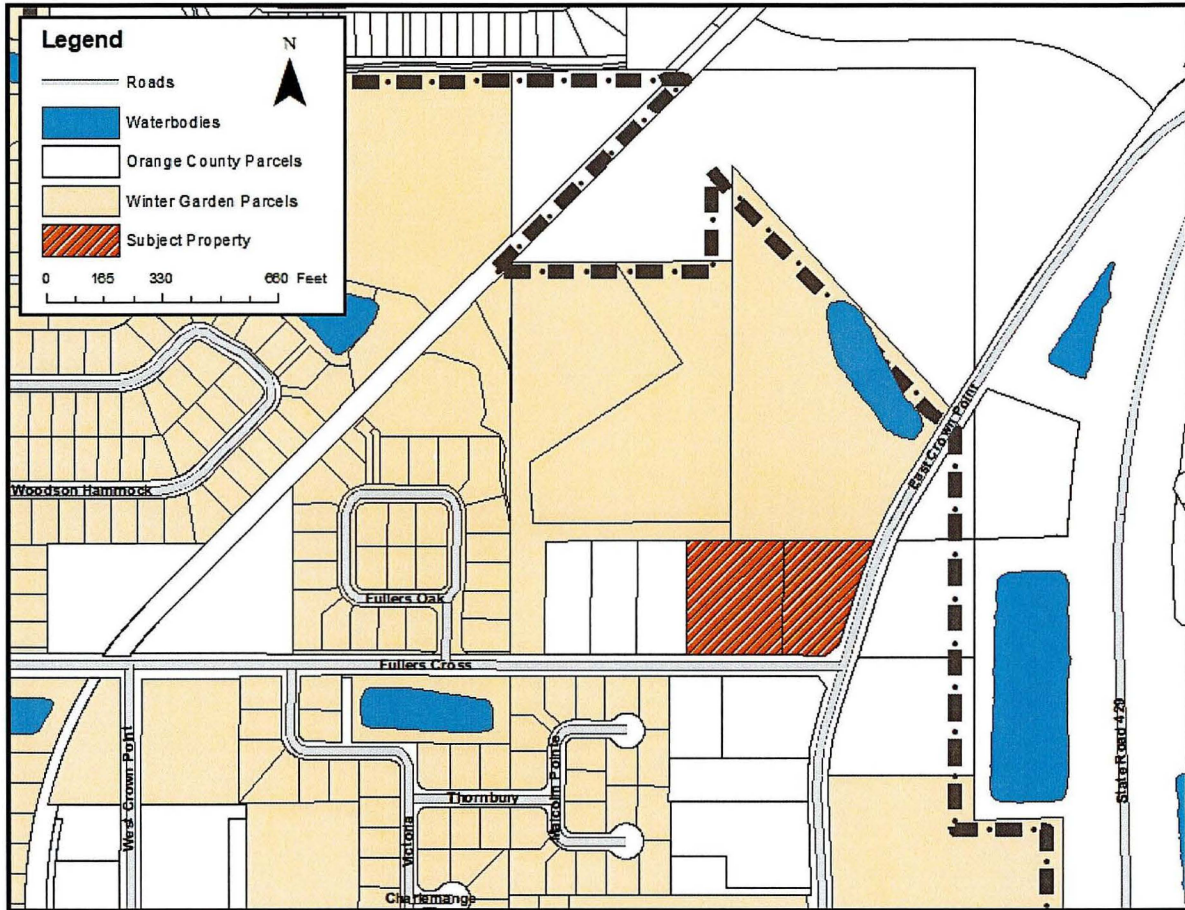 Legend
N
Roads
Waterbodies
Orange County Parcels
Winter Garden Parcels
Subject Property
0 165 330 660 Feet
East Crown Point
Woodson Hammock
Fullers Oak
Fullers Cross
West Crown Point
Malcolm Pointe
Thornbury
Victoria
State Road 429
Charlemange